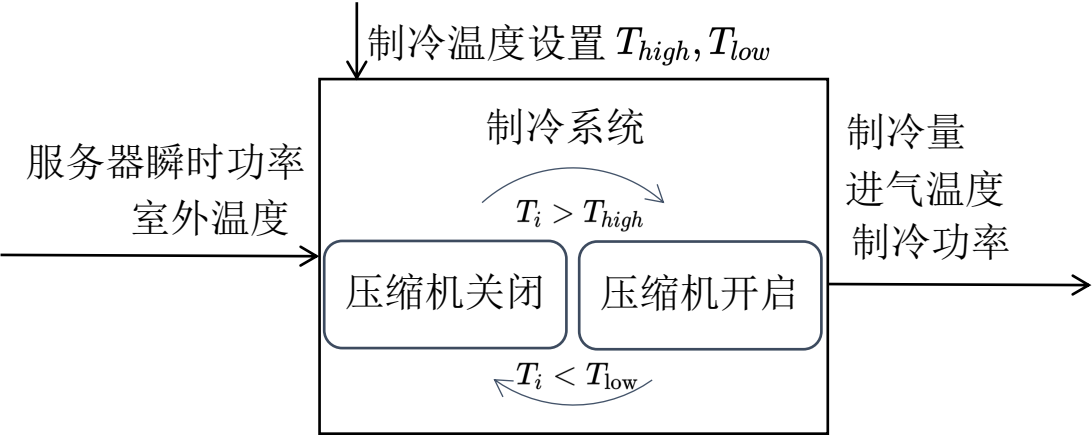 制冷温度设置 T_high, T_low
制冷系统
服务器瞬时功率
室外温度
T_i > T_high
压缩机关闭
压缩机开启
T_i < T_low
制冷量
进气温度
制冷功率